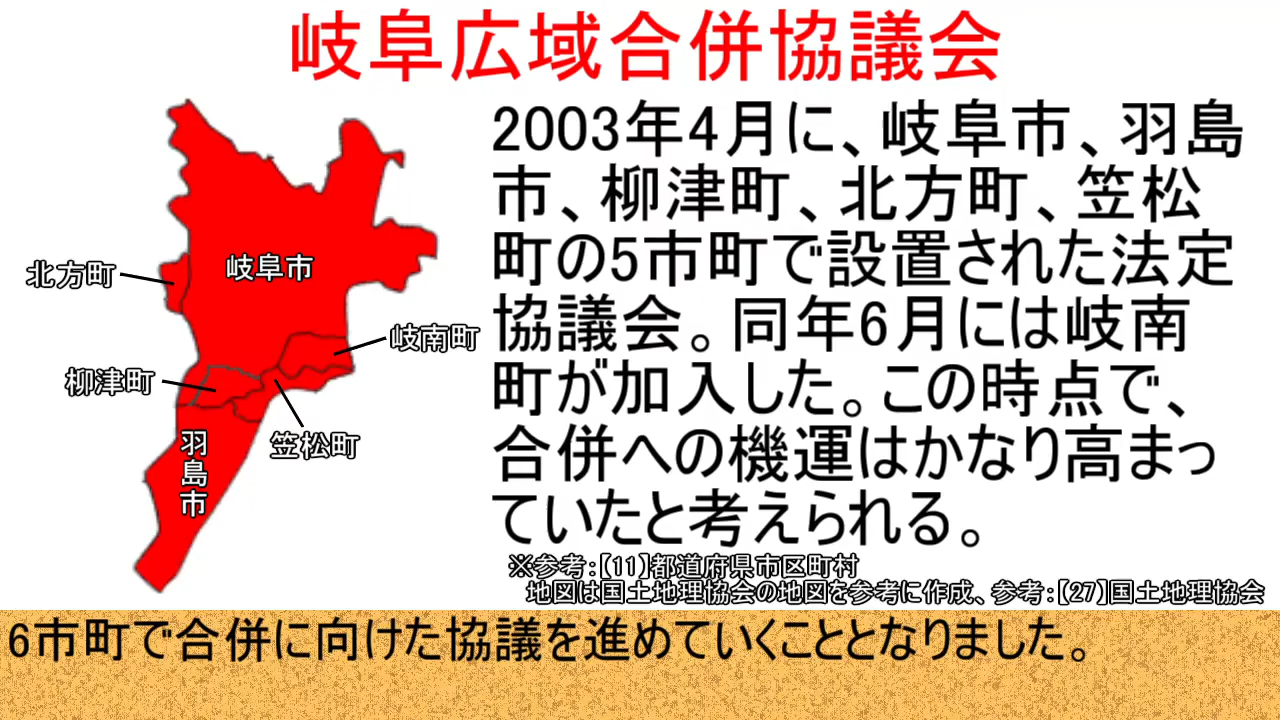 岐阜広域合併協議会
2003年4月に、岐阜市、羽島
市、柳津町、北方町、笠松
町の5市町で設置された法定
協議会。同年6月には岐南
町が加入した。この時点で、
合併への機運はかなり高まっ
ていたと考えられる。
北方町
岐阜市
岐南町
柳津町
笠松町
羽島市
※参考：【11】都道府県市区町村
地図は国土地理協会の地図を参考に作成、参考：【27】国土地理協会
6市町で合併に向けた協議を進めていくこととなりました。